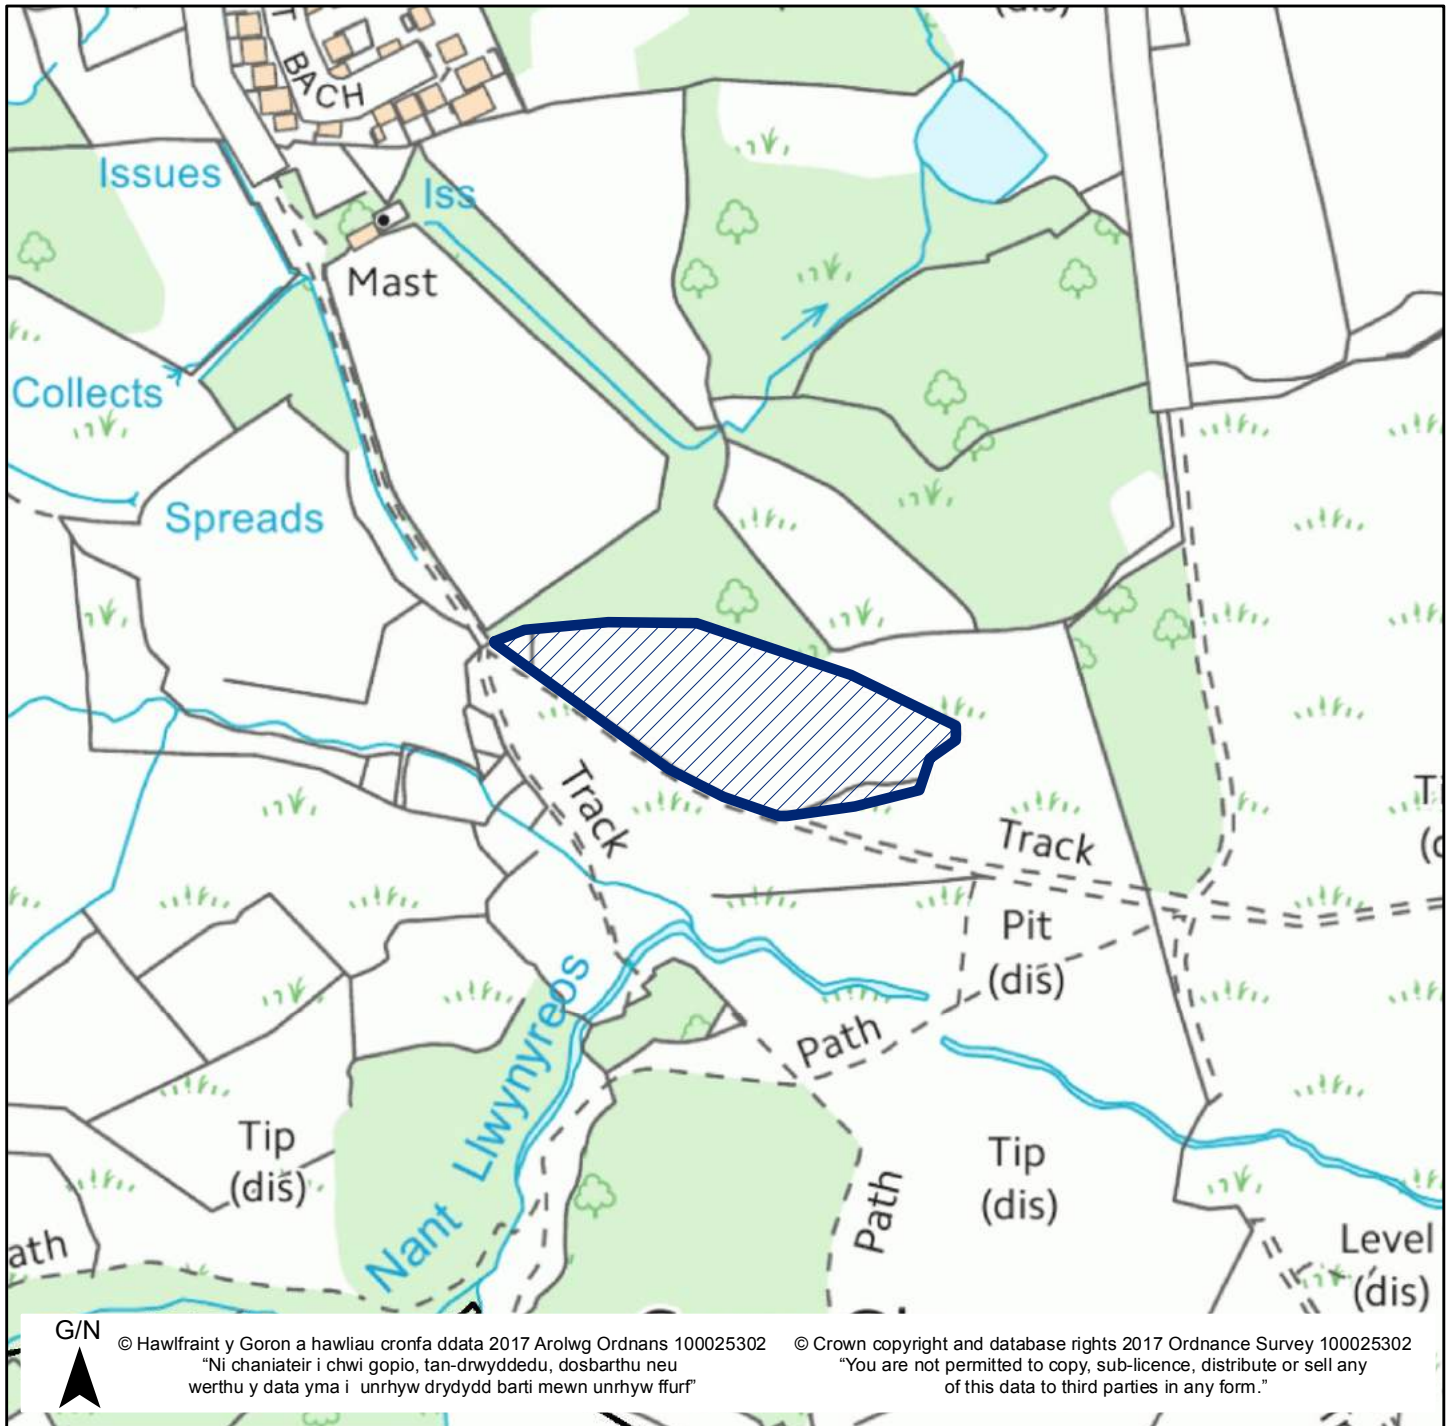 (dis)
BACH
Issues
Iss
Mast
Collects
Spreads
Track
Track
Pit
(dis)
Path
Nant Llwynyreos
Tip
(dis)
Path
Tip
(dis)
Level
(dis)
G/N
© Hawlfraint y Goron a hawliau cronfa ddata 2017 Arolwg Ordnans 100025302
“Ni chaniateir i chwi gopio, tan-drwyddedu, dosbarthu neu
werthu y data yma i unrhyw drydydd barti mewn unrhyw ffurf”
© Crown copyright and database rights 2017 Ordnance Survey 100025302
“You are not permitted to copy, sub-licence, distribute or sell any
of this data to third parties in any form.”